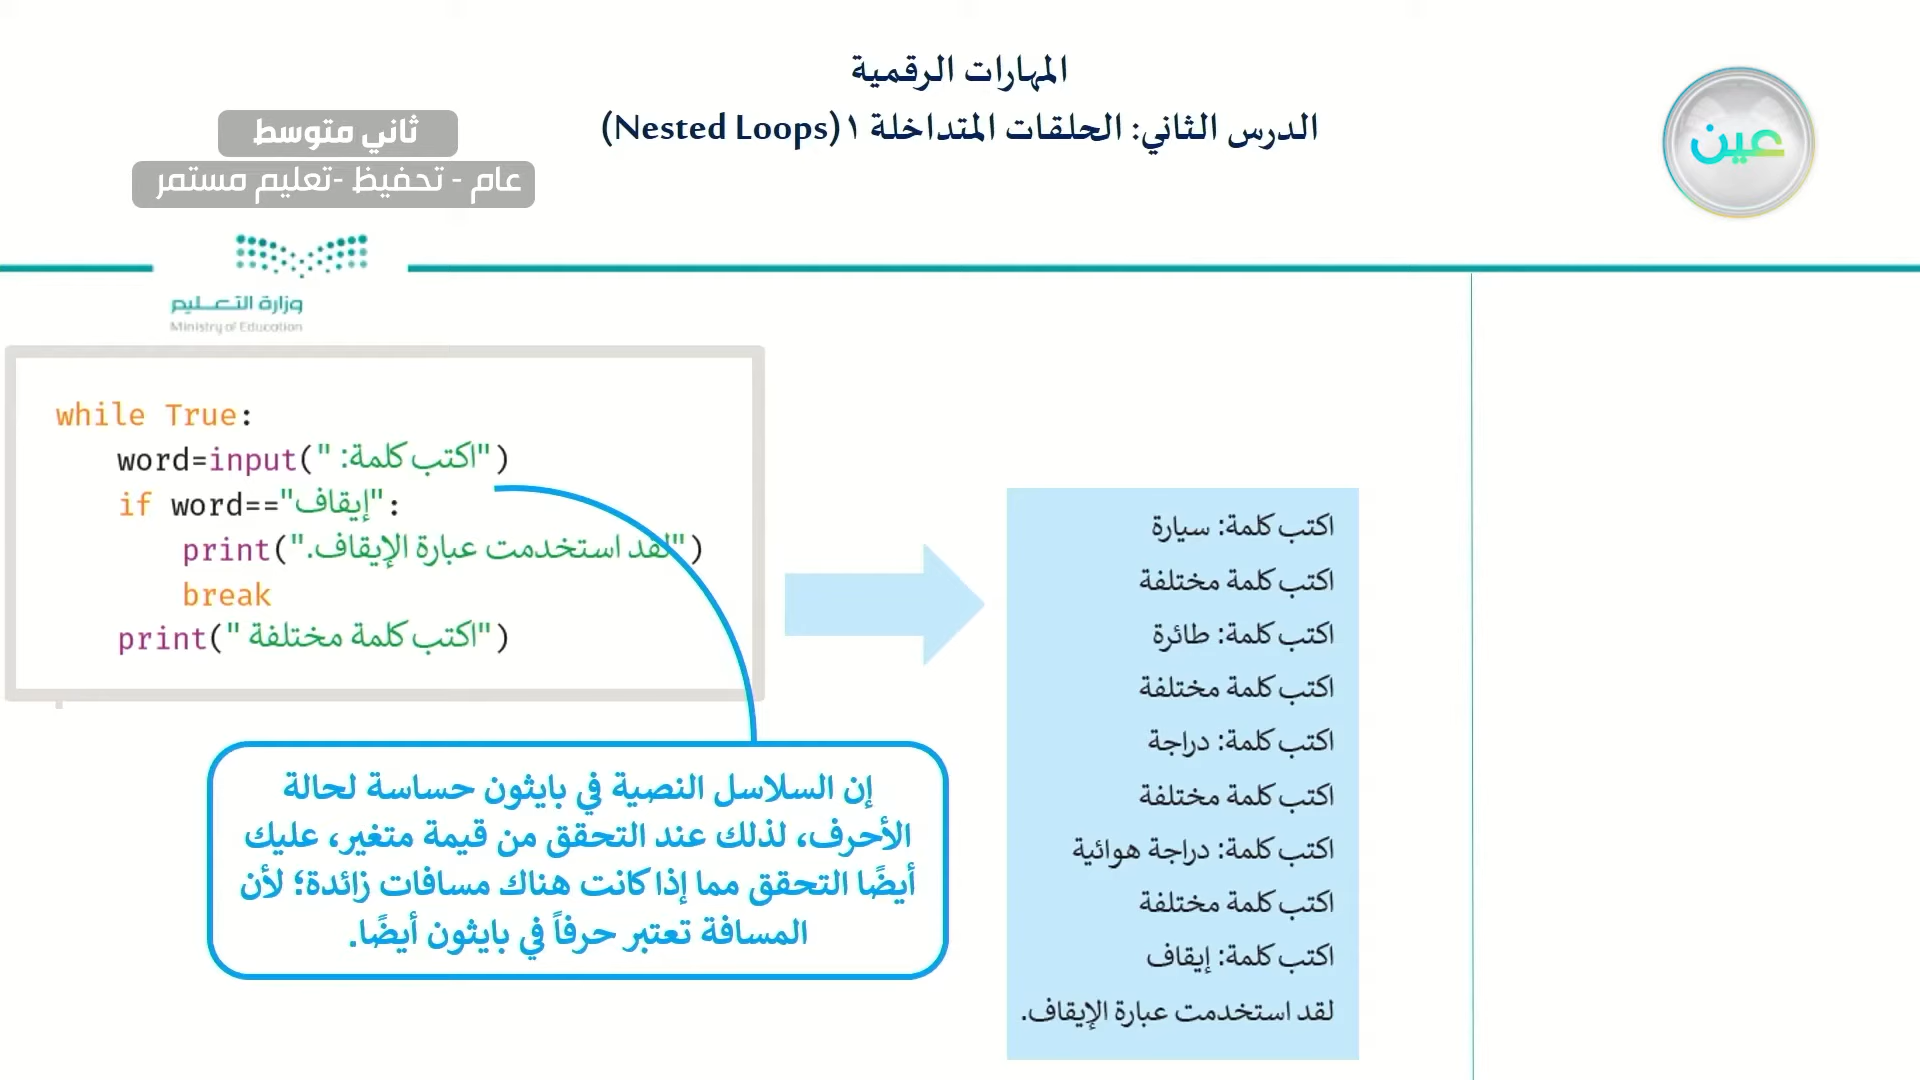 المهارات الرقمية
الدرس الثاني: الحلقات المتداخلة ١ (Nested Loops)
عين
ثاني متوسط
عام - تحفيظ -تعليم مستمر
وزارة التعليم
Ministry of Education
while True:
word=input("اكتب كلمة: ")
if word=="إيقاف":
print("لقد استخدمت عبارة الإيقاف.")
break
print("اكتب كلمة مختلفة ")
إن السلاسل النصية في بايثون حساسة لحالة
الأحرف، لذلك عند التحقق من قيمة متغير، عليك
أيضًا التحقق مما إذا كانت هناك مسافات زائدة؛ لأن
المسافة تعتبر حرفاً في بايثون أيضًا.
اكتب كلمة: سيارة
اكتب كلمة مختلفة
اكتب كلمة: طائرة
اكتب كلمة مختلفة
اكتب كلمة: دراجة
اكتب كلمة مختلفة
اكتب كلمة: دراجة هوائية
اكتب كلمة مختلفة
اكتب كلمة: إيقاف
لقد استخدمت عبارة الإيقاف.